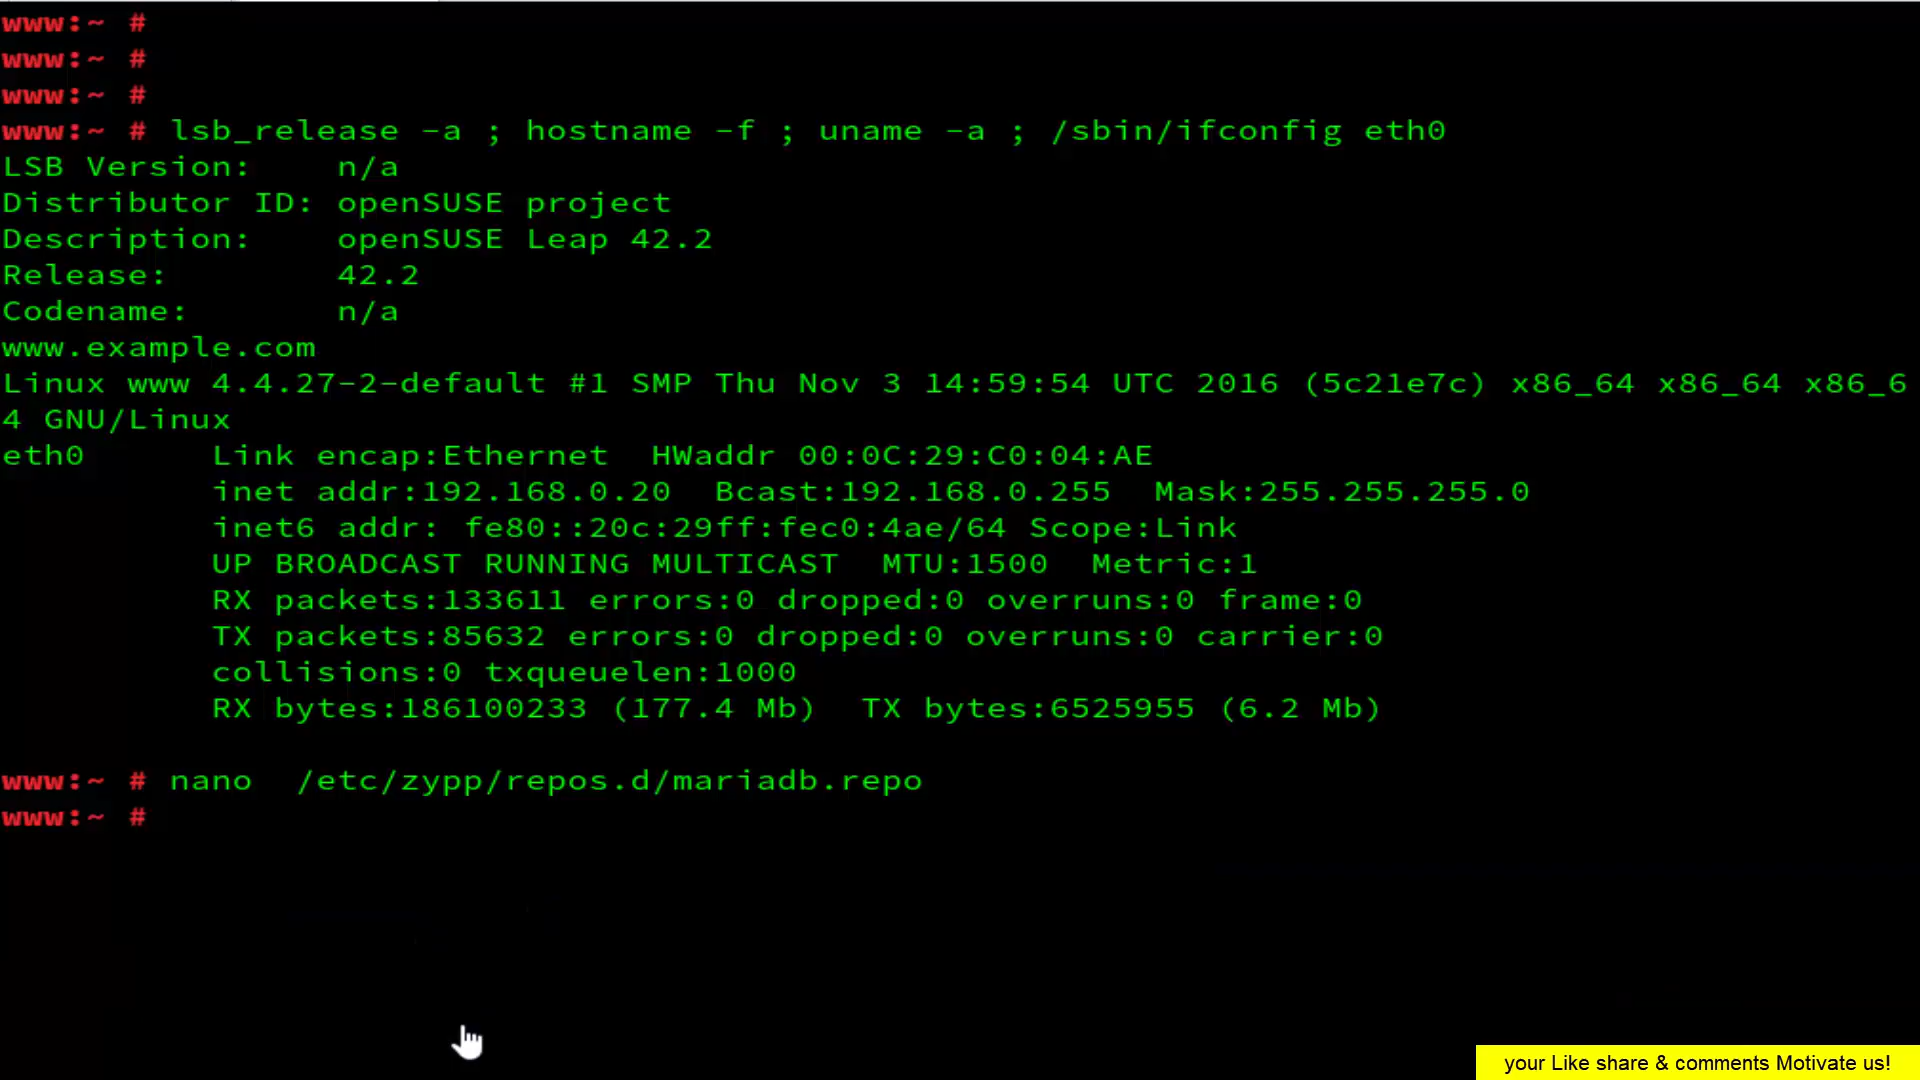 www:~ #
www:~ #
www:~ #
www:~ # lsb_release -a ; hostname -f ; uname -a ; /sbin/ifconfig eth0
LSB Version:    n/a
Distributor ID: openSUSE project
Description:    openSUSE Leap 42.2
Release:        42.2
Codename:       n/a
www.example.com
Linux www 4.4.27-2-default #1 SMP Thu Nov 3 14:59:54 UTC 2016 (5c21e7c) x86_64 x86_64 x86_6
4 GNU/Linux
eth0      Link encap:Ethernet  HWaddr 00:0C:29:C0:04:AE
          inet addr:192.168.0.20  Bcast:192.168.0.255  Mask:255.255.255.0
          inet6 addr: fe80::20c:29ff:fec0:4ae/64 Scope:Link
          UP BROADCAST RUNNING MULTICAST  MTU:1500  Metric:1
          RX packets:133611 errors:0 dropped:0 overruns:0 frame:0
          TX packets:85632 errors:0 dropped:0 overruns:0 carrier:0
          collisions:0 txqueuelen:1000
          RX bytes:186100233 (177.4 Mb)  TX bytes:6525955 (6.2 Mb)
www:~ # nano  /etc/zypp/repos.d/mariadb.repo
www:~ #
your Like share & comments Motivate us!